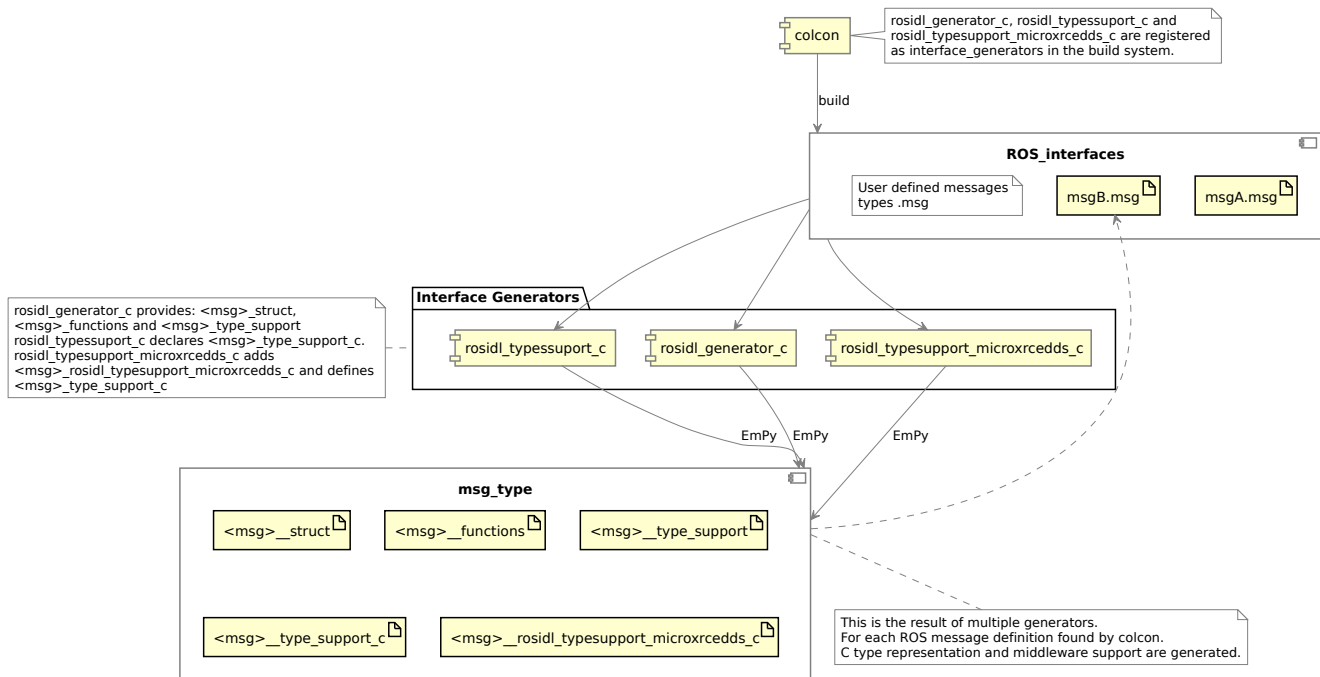 colcon
rosidl_generator_c, rosidl_typessuport_c and
rosidl_typesupport_microxrcedds_c are registered
as interface_generators in the build system.
build
ROS_interfaces
User defined messages
types .msg
msgB.msg
msgA.msg
Interface Generators
rosidl_typessuport_c
rosidl_generator_c
rosidl_typesupport_microxrcedds_c
rosidl_generator_c provides: <msg>_struct,
<msg>_functions and <msg>_type_support
rosidl_typessuport_c declares <msg>_type_support_c.
rosidl_typesupport_microxrcedds_c adds
<msg>_rosidl_typesupport_microxrcedds_c and defines
<msg>_type_support_c
EmPy
EmPy
EmPy
msg_type
<msg>__struct
<msg>__functions
<msg>__type_support
<msg>__type_support_c
<msg>__rosidl_typesupport_microxrcedds_c
This is the result of multiple generators.
For each ROS message definition found by colcon.
C type representation and middleware support are generated.